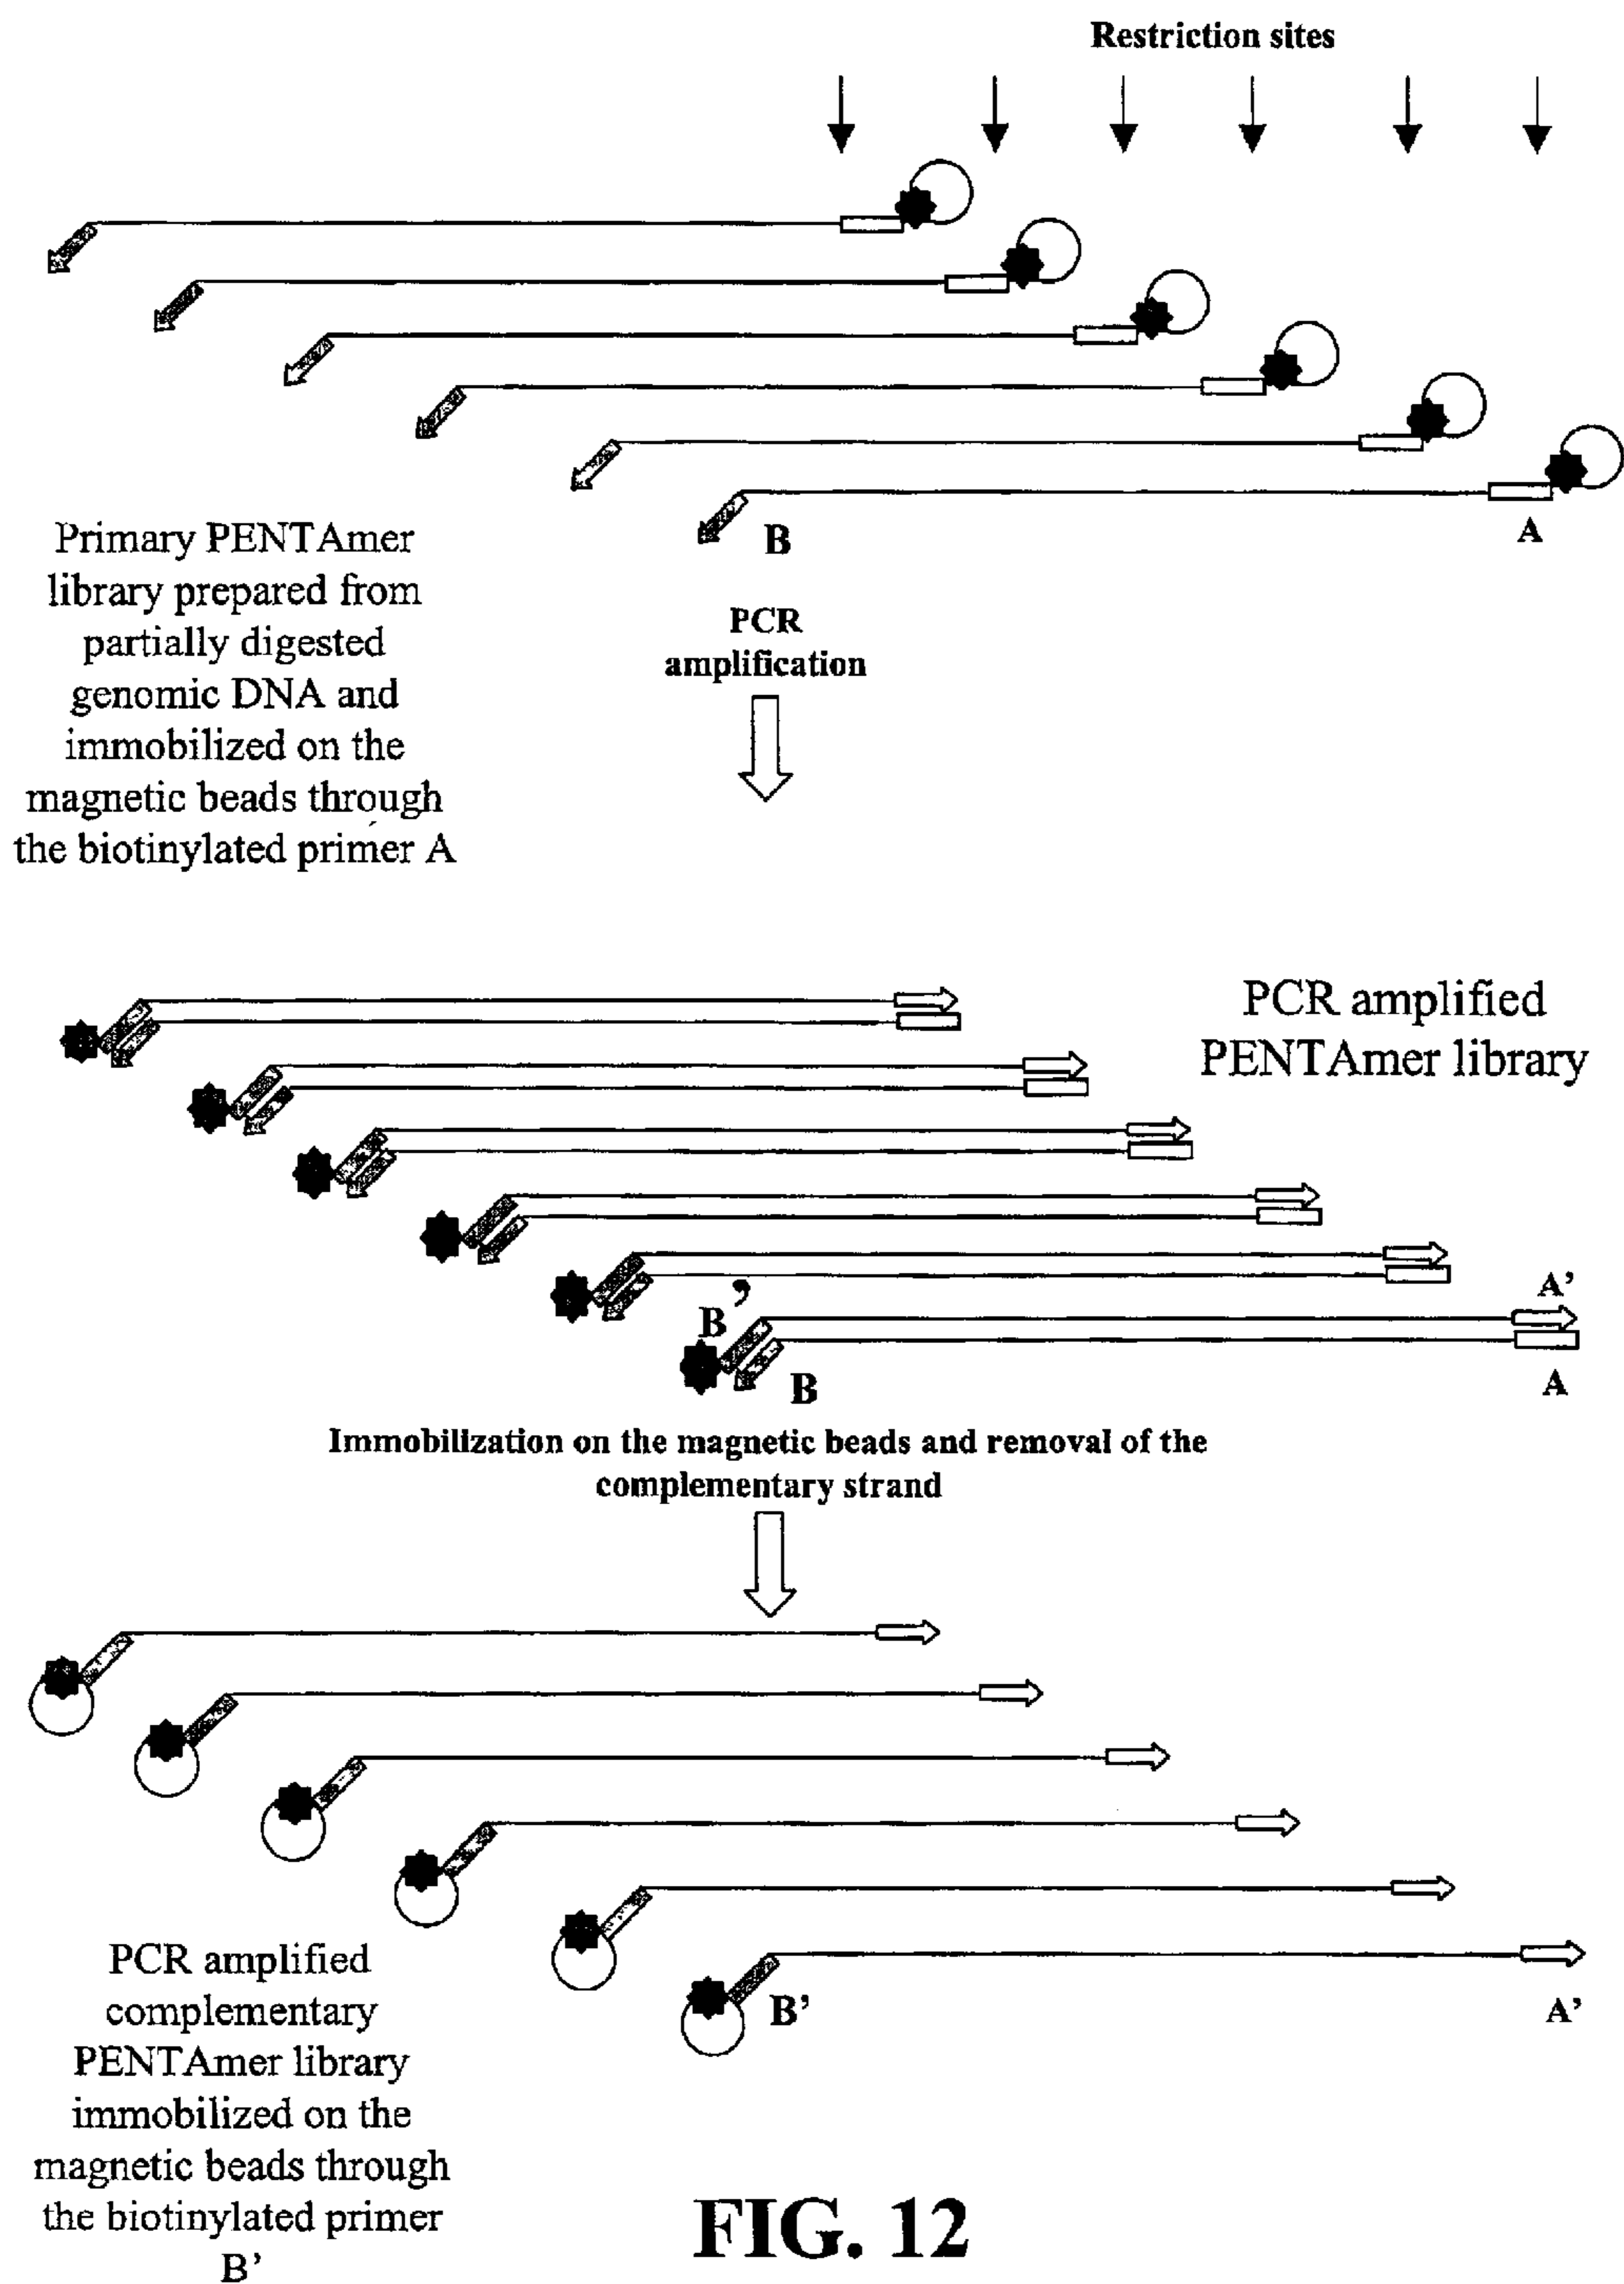 Restriction sites
B
A
Primary PENTAmer
library prepared from
partially digested
genomic DNA and
immobilized on the
magnetic beads through
the biotinylated primer A
PCR
amplification
PCR amplified
PENTAmer library
B’
A’
B
A
Immobilization on the magnetic beads and removal of the
complementary strand
B’
A’
PCR amplified
complementary
PENTAmer library
immobilized on the
magnetic beads through
the biotinylated primer
B’
FIG. 12